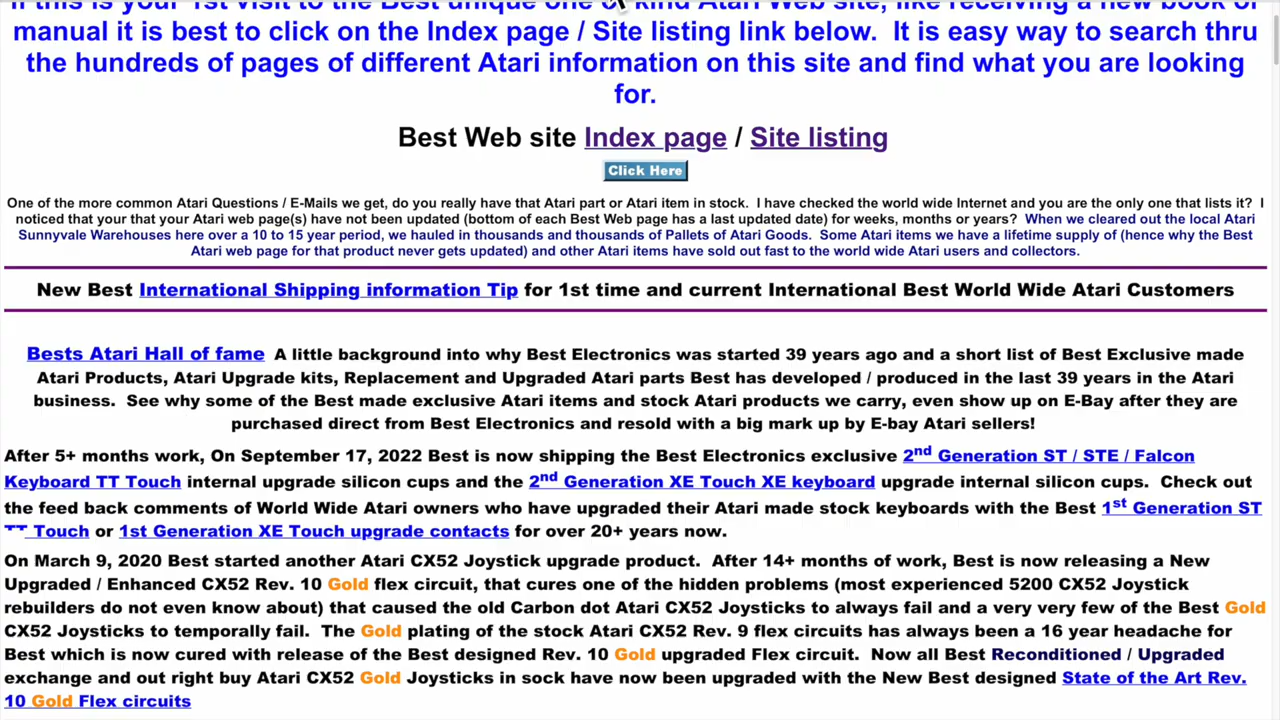 If this is your 1st visit to the Best unique one of kind Atari Web site, like receiving a new book or
manual it is best to click on the Index page / Site listing link below. It is easy way to search thru
the hundreds of pages of different Atari information on this site and find what you are looking
for.
Best Web site Index page / Site listing
Click Here
One of the more common Atari Questions / E-Mails we get, do you really have that Atari part or Atari item in stock. I have checked the world wide Internet and you are the only one that lists it? I
noticed that your that your Atari web page(s) have not been updated (bottom of each Best Web page has a last updated date) for weeks, months or years? When we cleared out the local Atari
Sunnyvale Warehouses here over a 10 to 15 year period, we hauled in thousands and thousands of Pallets of Atari Goods. Some Atari items we have a lifetime supply of (hence why the Best
Atari web page for that product never gets updated) and other Atari items have sold out fast to the world wide Atari users and collectors.
New Best International Shipping information Tip for 1st time and current International Best World Wide Atari Customers
Bests Atari Hall of fame A little background into why Best Electronics was started 39 years ago and a short list of Best Exclusive made
Atari Products, Atari Upgrade kits, Replacement and Upgraded Atari parts Best has developed / produced in the last 39 years in the Atari
business. See why some of the Best made exclusive Atari items and stock Atari products we carry, even show up on E-Bay after they are
purchased direct from Best Electronics and resold with a big mark up by E-bay Atari sellers!
After 5+ months work, On September 17, 2022 Best is now shipping the Best Electronics exclusive 2nd Generation ST / STE / Falcon
Keyboard TT Touch internal upgrade silicon cups and the 2nd Generation XE Touch XE keyboard upgrade internal silicon cups. Check out
the feed back comments of World Wide Atari owners who have upgraded their Atari made stock keyboards with the Best 1st Generation ST
TT Touch or 1st Generation XE Touch upgrade contacts for over 20+ years now.
On March 9, 2020 Best started another Atari CX52 Joystick upgrade product. After 14+ months of work, Best is now releasing a New
Upgraded / Enhanced CX52 Rev. 10 Gold flex circuit, that cures one of the hidden problems (most experienced 5200 CX52 Joystick
rebuilders do not even know about) that caused the old Carbon dot Atari CX52 Joysticks to always fail and a very very few of the Best Gold
CX52 Joysticks to temporally fail. The Gold plating of the stock Atari CX52 Rev. 9 flex circuits has always been a 16 year headache for
Best which is now cured with release of the Best designed Rev. 10 Gold upgraded Flex circuit. Now all Best Reconditioned / Upgraded
exchange and out right buy Atari CX52 Gold Joysticks in sock have now been upgraded with the New Best designed State of the Art Rev.
10 Gold Flex circuits